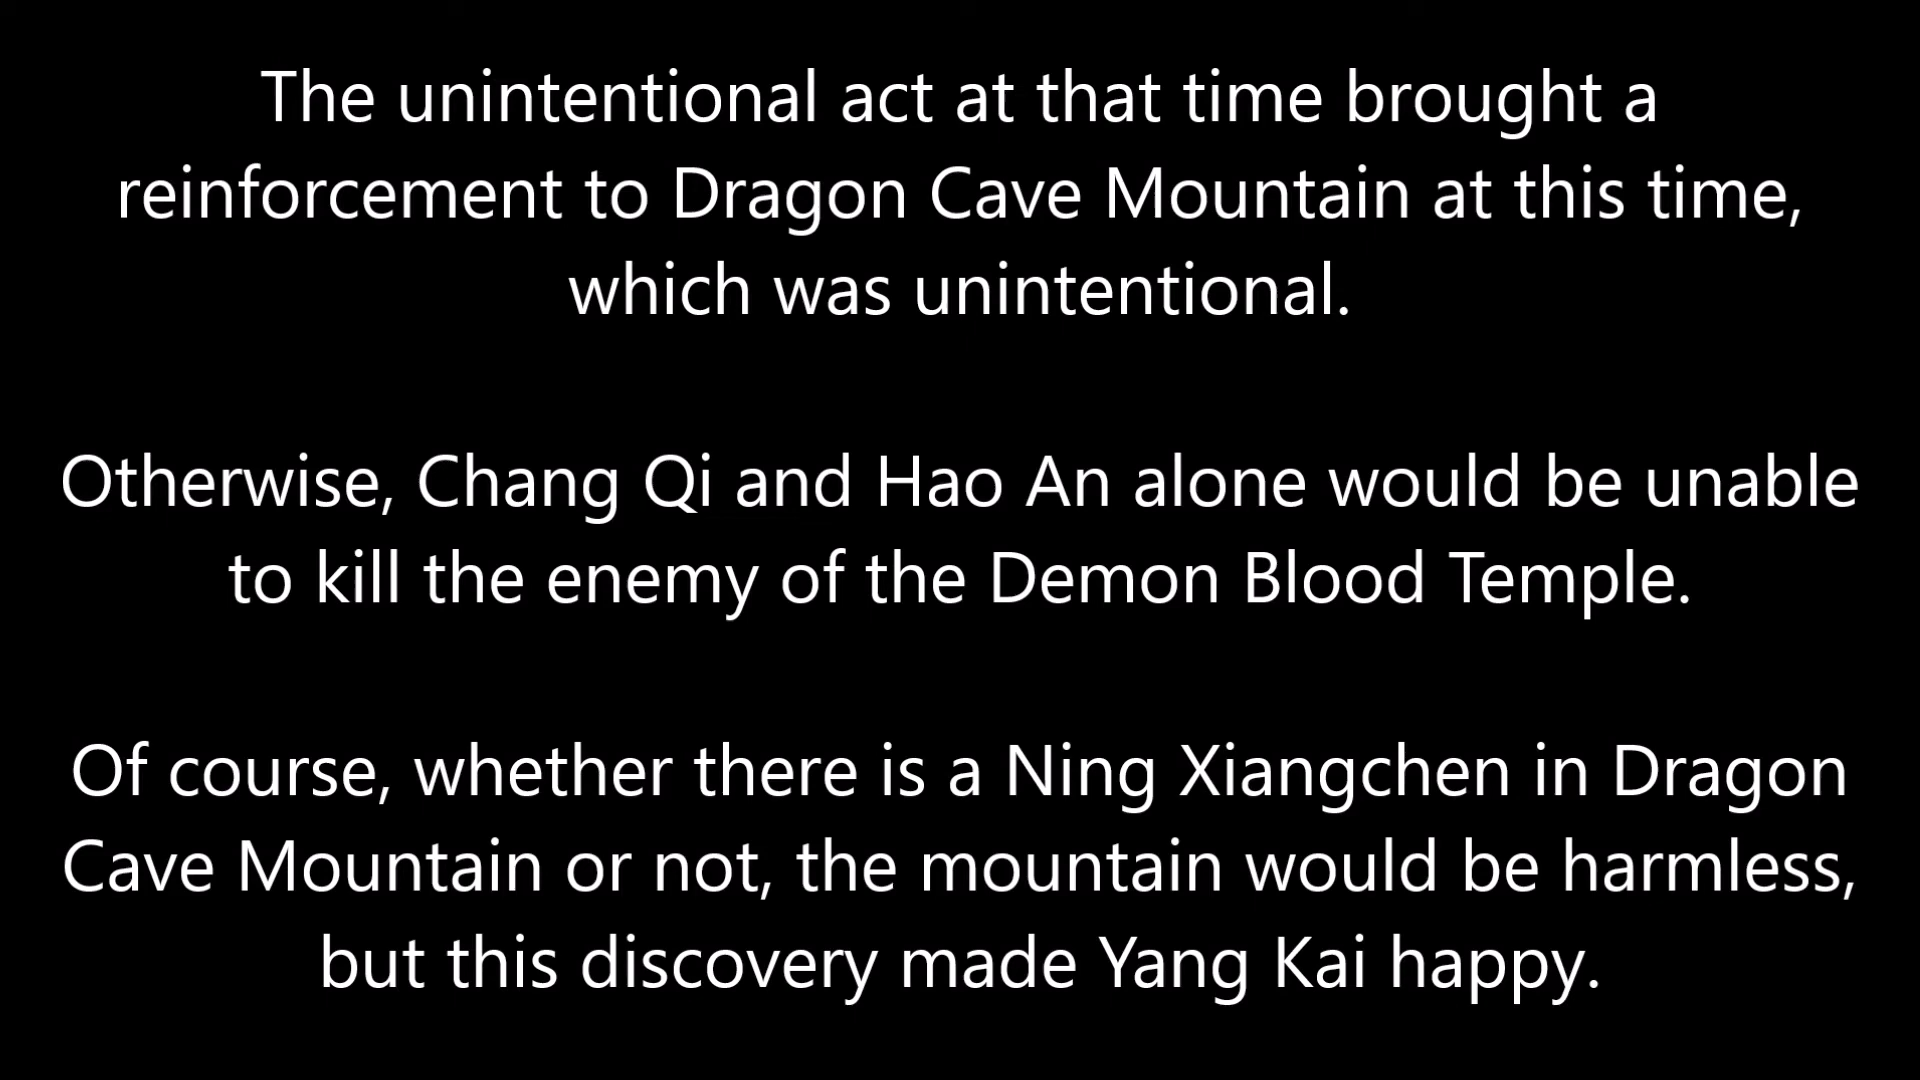 The unintentional act at that time brought a
reinforcement to Dragon Cave Mountain at this time,
which was unintentional.
Otherwise, Chang Qi and Hao An alone would be unable
to kill the enemy of the Demon Blood Temple.
Of course, whether there is a Ning Xiangchen in Dragon
Cave Mountain or not, the mountain would be harmless,
but this discovery made Yang Kai happy.